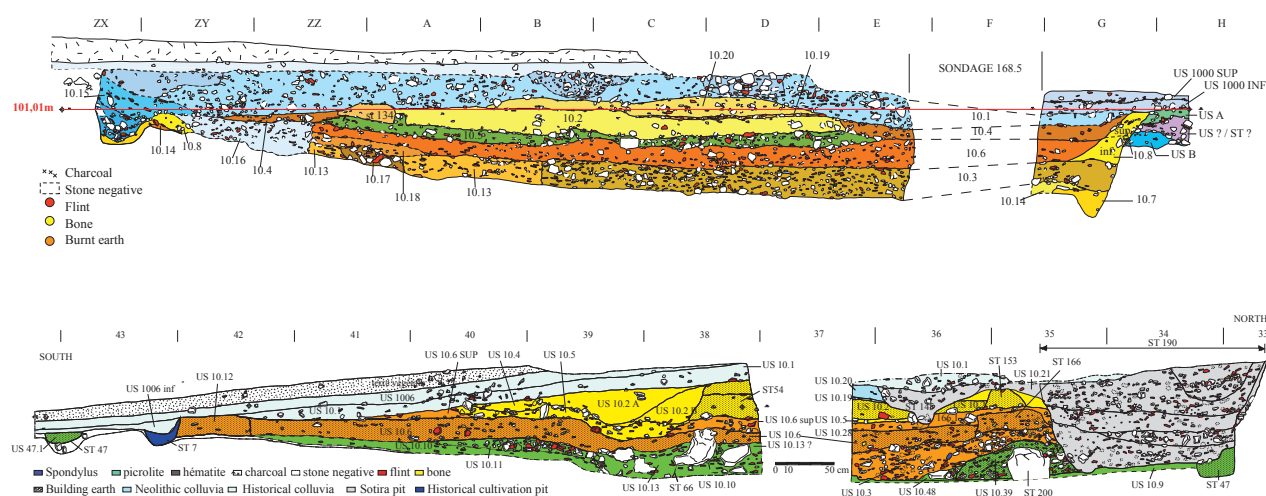 ZX ZY ZZ A B C D E F G H
10.20 10.19
SONDAGE 168.5
US 1000 SUP
US 1000 INF
10.15
101,01m
st 134
10.2
10.5
10.1
US A
10.4
US ? / ST ?
sup
inf
10.8
US B
10.14
10.8
10.16
10.4
10.13
10.17
10.18
10.13
10.6
10.3
10.14
10.7
Charcoal
Stone negative
Flint
Bone
Burnt earth
43 42 41 40 39 38 37 36 35 34 33
NORTH
SOUTH
ST 190
US 10.6 SUP US 10.4 US 10.5
US 10.1
US 10.1 ST 153 ST 166
US 10.21
US 1006 inf US 10.12
US 10.20
US 1006
ST54
US 10.19
US 10.2 A
US 10.2 B
US 10.6 sup
US 10.5
US 10.6
US 10.28
US 10.6
US 10.13 ?
US 47.1 ST 47 ST 7
US 10.11
US 10.13 ST 66 US 10.10
0 10 50 cm
US 10.3 US 10.48 US 10.39 ST 200 US 10.9 ST 47
Spondylus picrolite hématite charcoal stone negative flint bone
Building earth Neolithic colluvia Historical colluvia Sotira pit Historical cultivation pit